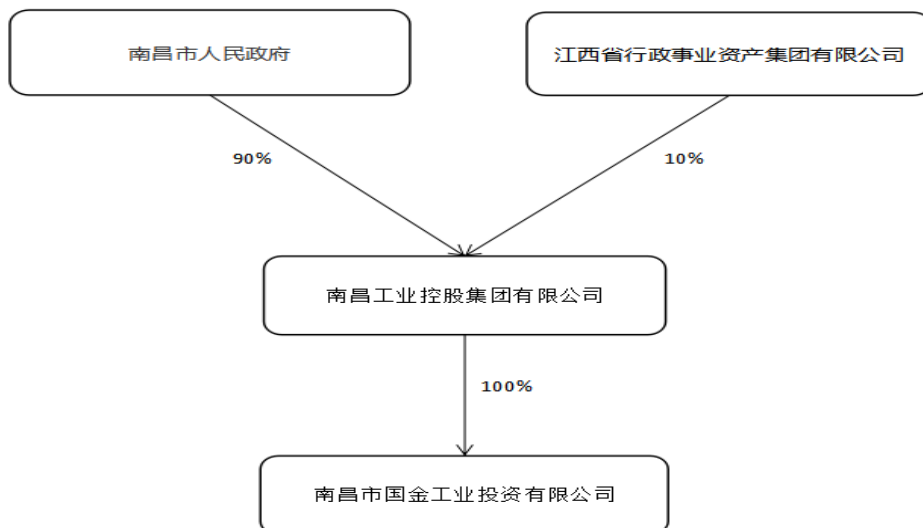 南昌市人民政府
江西省行政事业资产集团有限公司
90%
10%
南昌工业控股集团有限公司
100%
南昌市国金工业投资有限公司